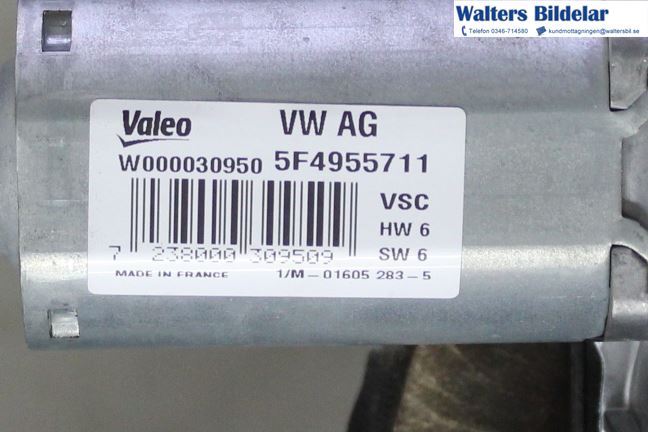 Walters Bildelar
Telefon 0346-714580 kundmottagningen@waltersbil.se
Valeo VW AG
W000030950 5F4955711
VSC
HW 6
7 238000 309509 SW 6
MADE IN FRANCE 1/M-01605 283-5